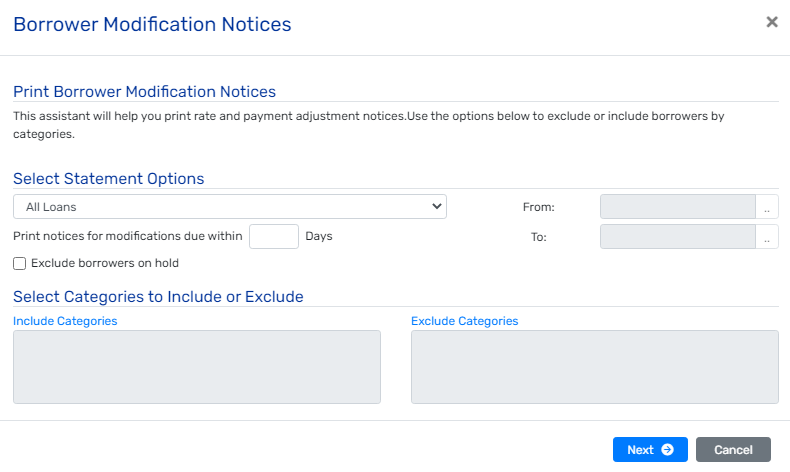 Borrower Modification Notices
Print Borrower Modification Notices
This assistant will help you print rate and payment adjustment notices.Use the options below to exclude or include borrowers by
categories.
Select Statement Options
All Loans
From:
..
Print notices for modifications due within Days
To:
..
Exclude borrowers on hold
Select Categories to Include or Exclude
Include Categories
Exclude Categories
Next
Cancel